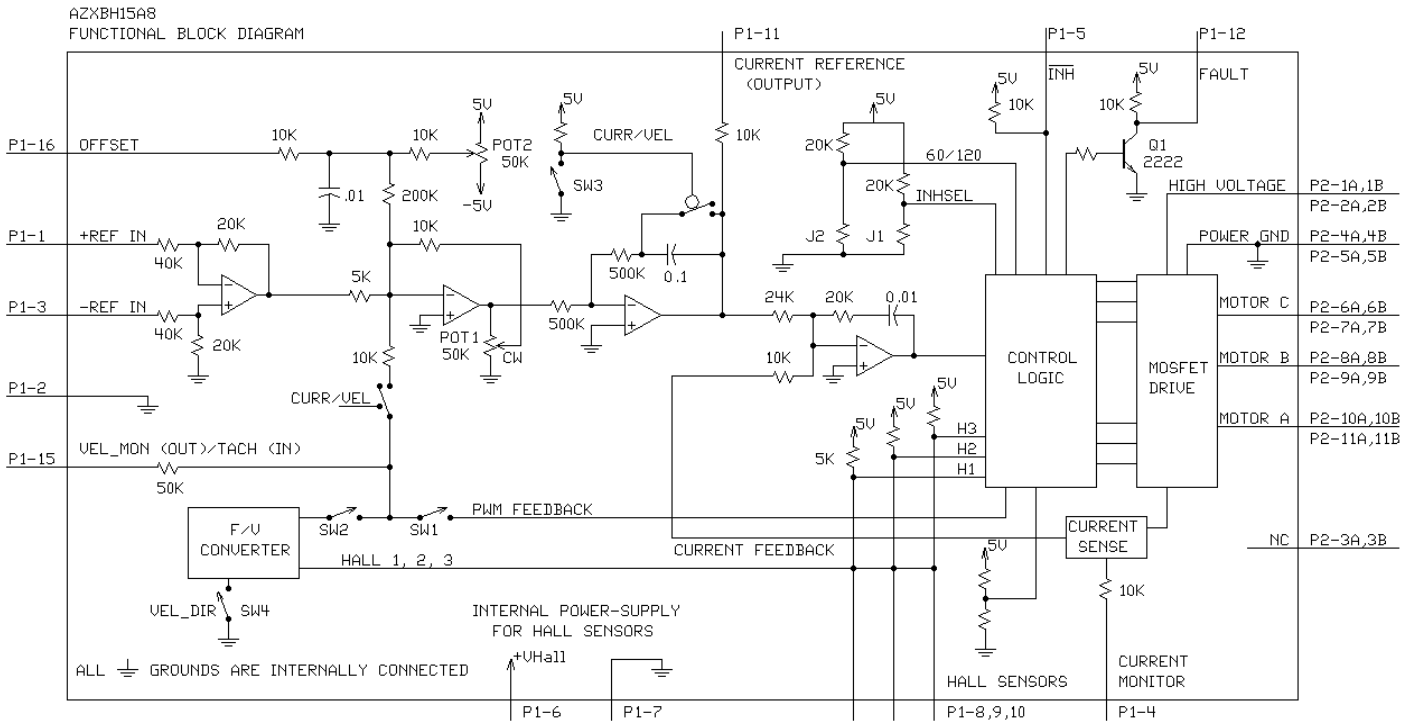 AZXBH15A8
FUNCTIONAL BLOCK DIAGRAM
P1-11
P1-5
P1-12
CURRENT REFERENCE
(OUTPUT)
INH
FAULT
5V
10K
5V
10K
Q1
2222
P1-16
OFFSET
10K
10K
5V
POT2
50K
-5V
.01
200K
5V
CURR/VEL
SW3
10K
5V
20K
60/120
20K
INHSEL
J2
J1
HIGH VOLTAGE
P2-1A,1B
P2-2A,2B
P1-1
+REF IN
20K
40K
10K
500K
0.1
POWER GND
P2-4A,4B
P2-5A,5B
P1-3
-REF IN
40K
20K
5K
POT1
50K
CW
500K
24K
20K
0.01
10K
CONTROL
LOGIC
MOSFET
DRIVE
MOTOR C
P2-6A,6B
P2-7A,7B
MOTOR B
P2-8A,8B
P2-9A,9B
MOTOR A
P2-10A,10B
P2-11A,11B
10K
P1-2
CURR/VEL
5V
5V
5V
H3
H2
H1
5K
P1-15
VEL_MON (OUT)/TACH (IN)
50K
F/V
CONVERTER
SW2
SW1
PWM FEEDBACK
CURRENT FEEDBACK
CURRENT
SENSE
NC
P2-3A,3B
HALL 1, 2, 3
5V
10K
VEL_DIR
SW4
INTERNAL POWER-SUPPLY
FOR HALL SENSORS
+VHall
ALL GROUNDS ARE INTERNALLY CONNECTED
HALL SENSORS
CURRENT
MONITOR
P1-6
P1-7
P1-8,9,10
P1-4